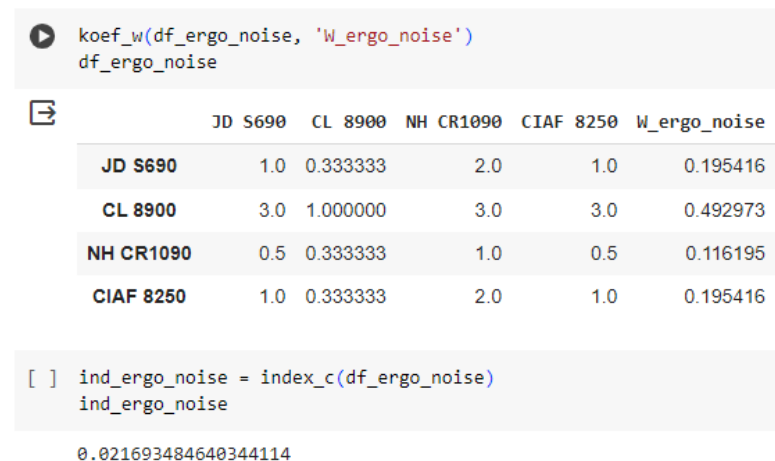 koef_w(df_ergo_noise, 'W_ergo_noise')
df_ergo_noise
JD S690 CL 8900 NH CR1090 CIAF 8250 W_ergo_noise
JD S690 1.0 0.333333 2.0 1.0 0.195416
CL 8900 3.0 1.000000 3.0 3.0 0.492973
NH CR1090 0.5 0.333333 1.0 0.5 0.116195
CIAF 8250 1.0 0.333333 2.0 1.0 0.195416
[ ] ind_ergo_noise = index_c(df_ergo_noise)
ind_ergo_noise
0.021693484640344114